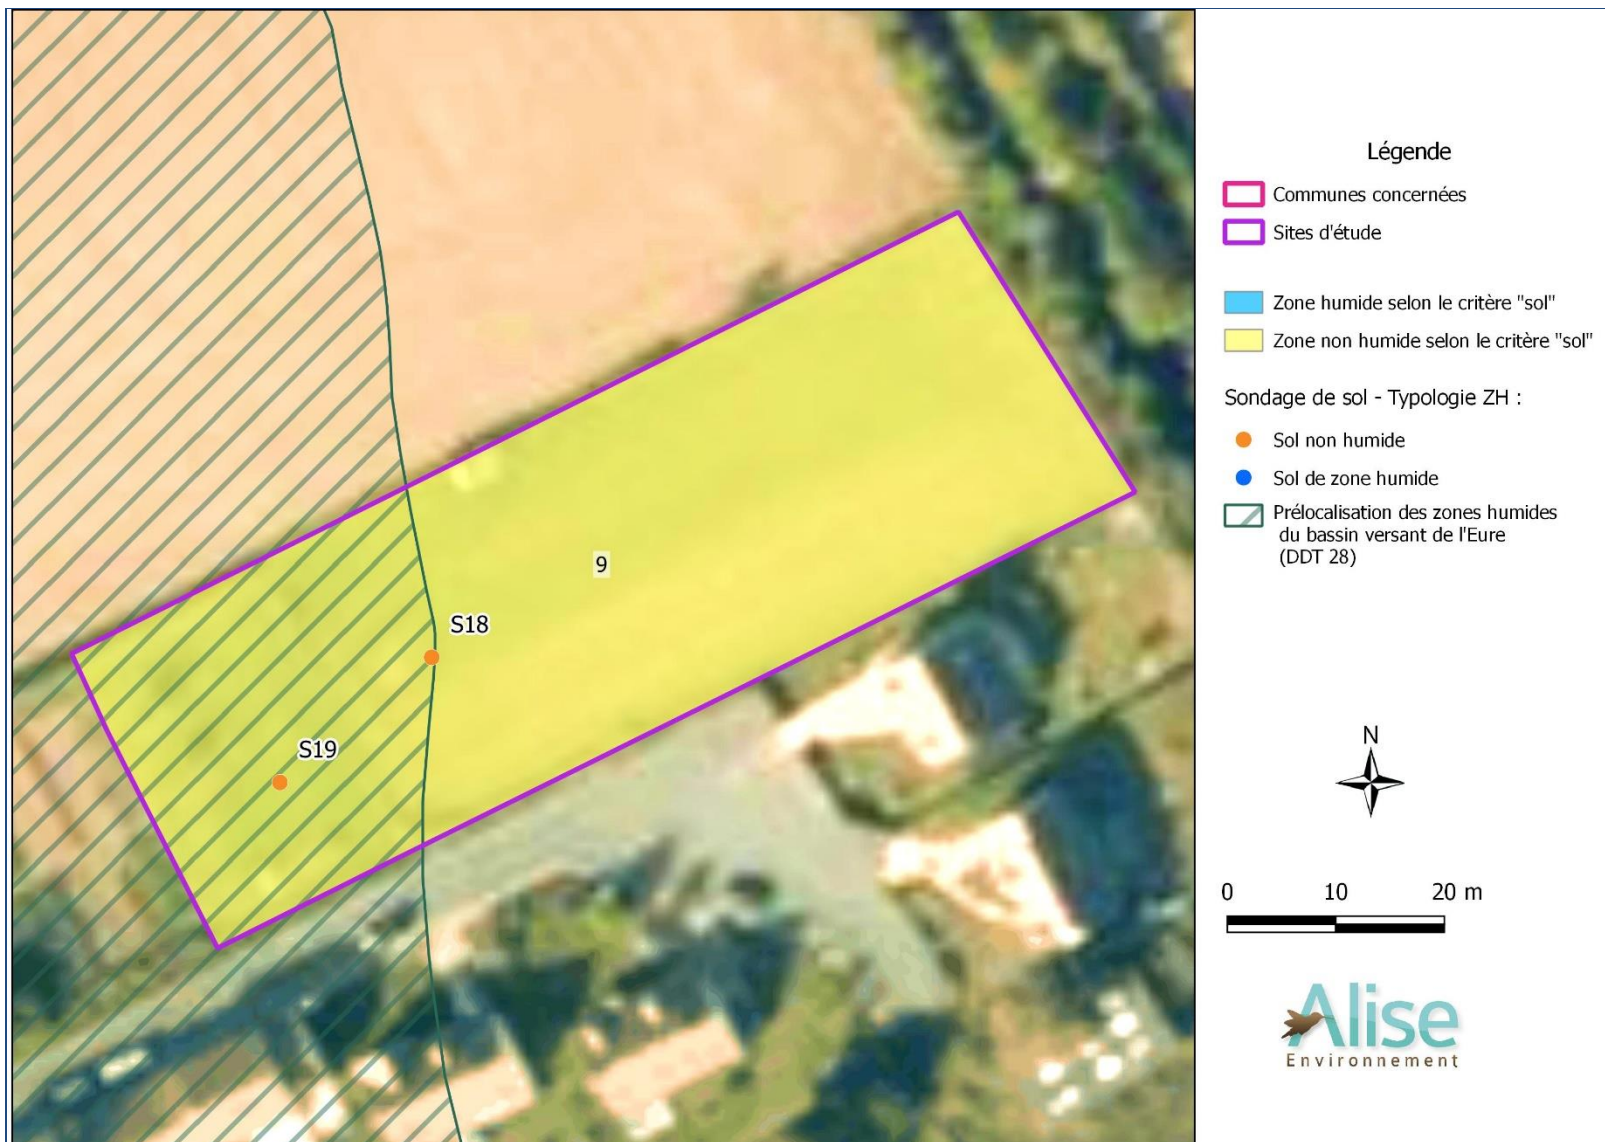 Légende
Communes concernées
Sites d'étude
Zone humide selon le critère "sol"
Zone non humide selon le critère "sol"
Sondage de sol - Typologie ZH :
Sol non humide
Sol de zone humide
Prélocalisation des zones humides
du bassin versant de l'Eure
(DDT 28)
9
S18
S19
N
0 10 20 m
Alise
Environnement